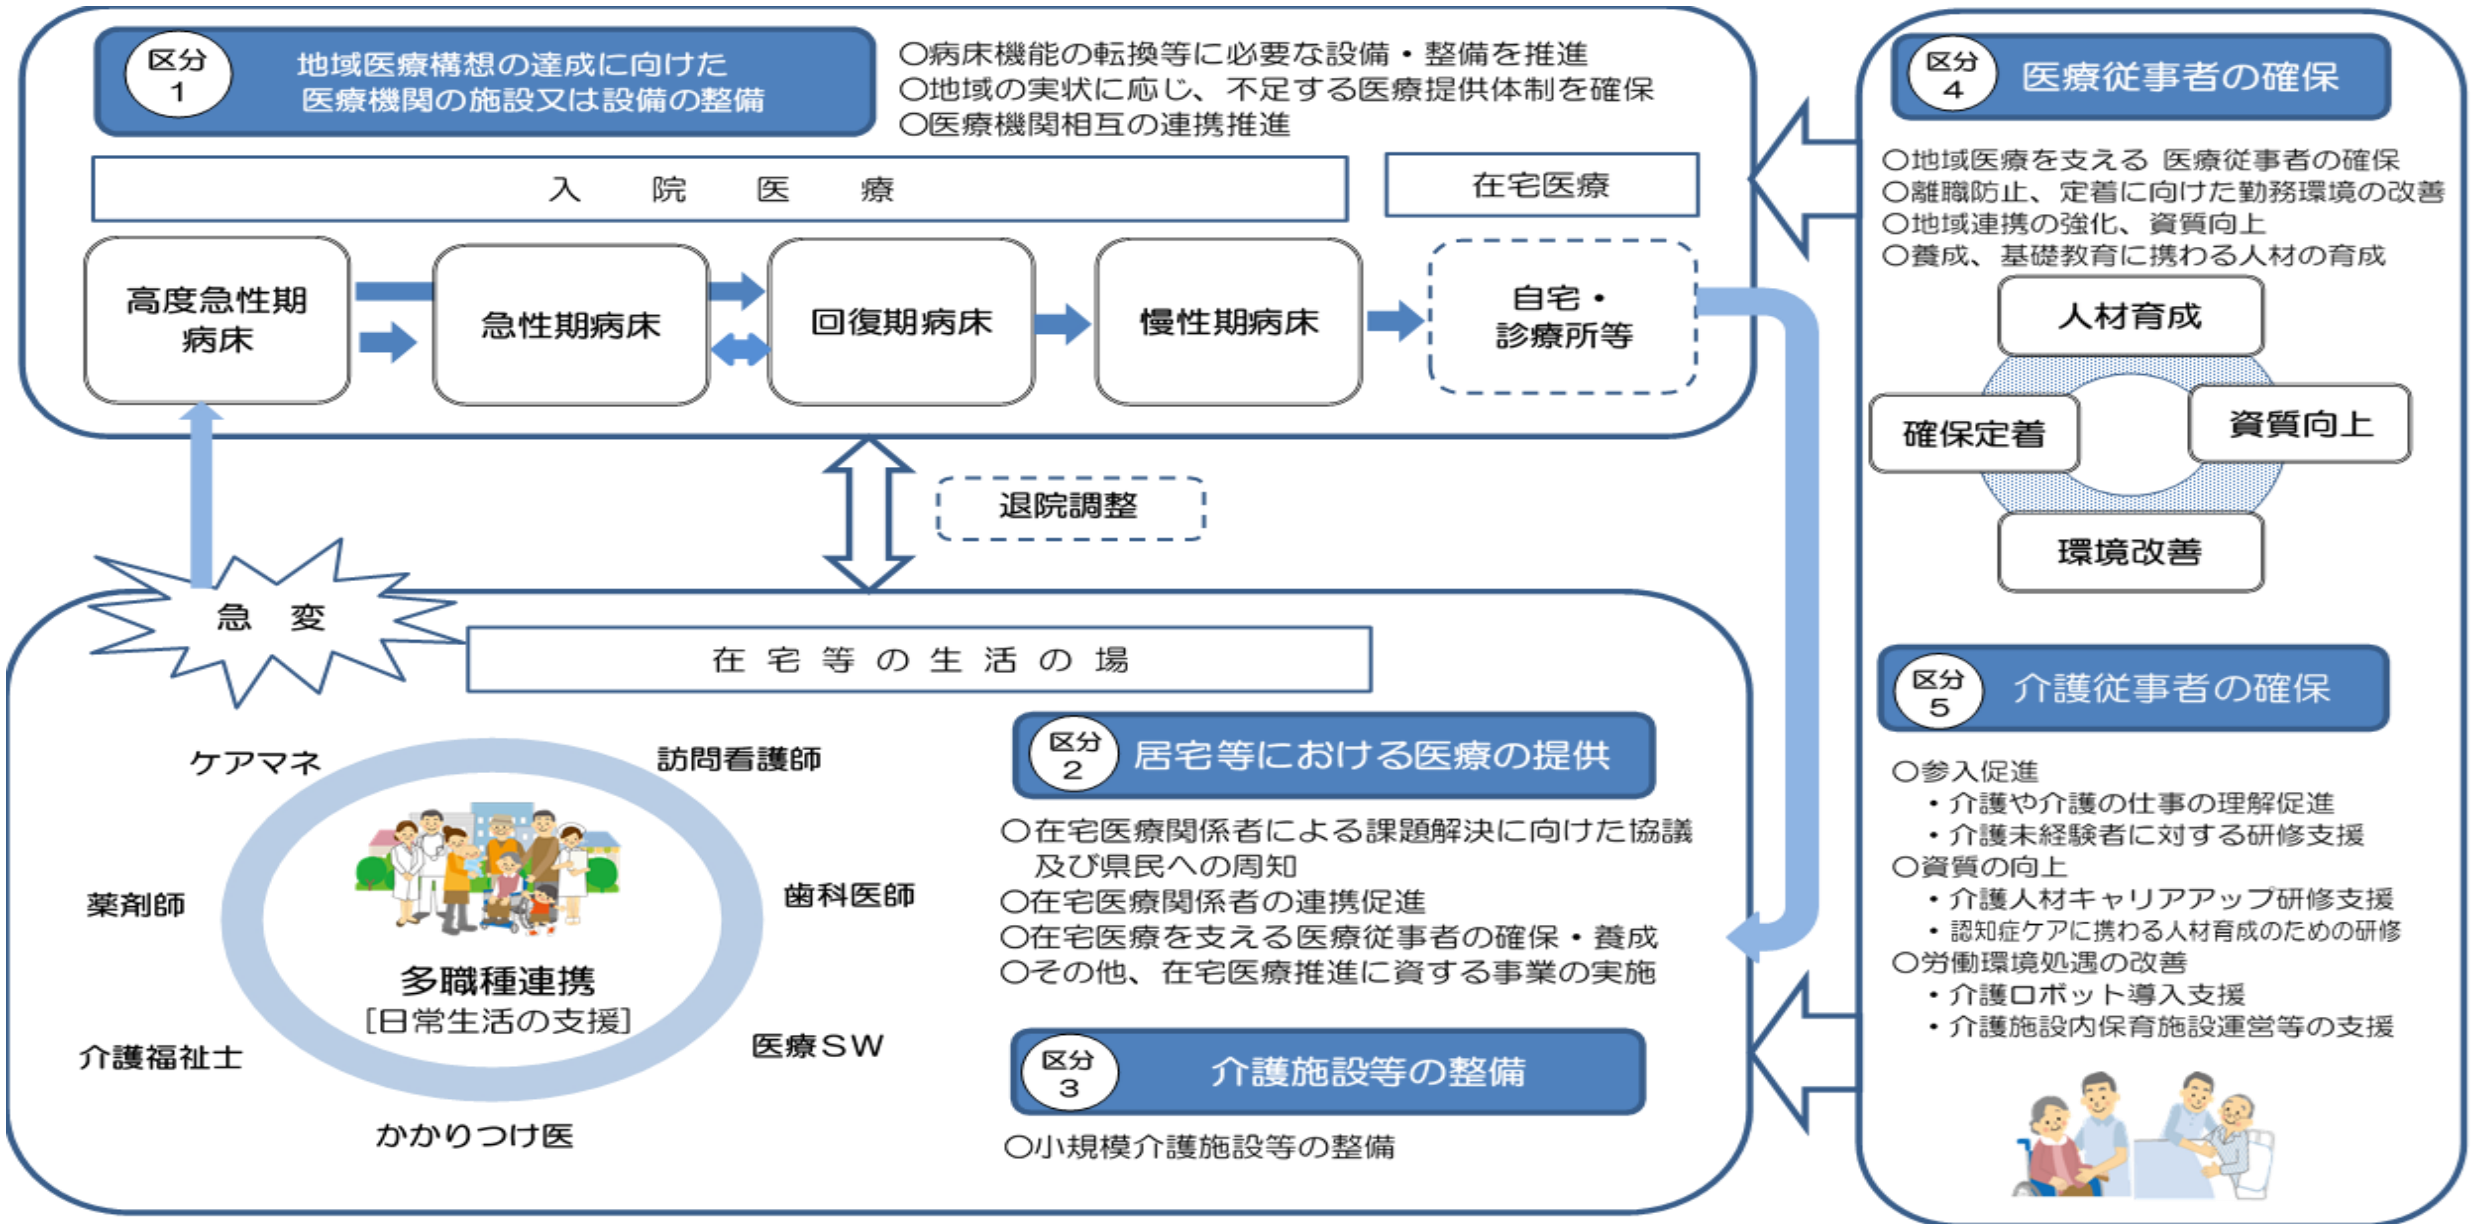 区分
1
地域医療構想の達成に向けた
医療機関の施設又は設備の整備
〇病床機能の転換等に必要な設備・整備を推進
〇地域の実状に応じ、不足する医療提供体制を確保
〇医療機関相互の連携推進
入院医療
在宅医療
高度急性期
病床
急性期病床
回復期病床
慢性期病床
自宅・
診療所等
退院調整
急変
在宅等の生活の場
ケアマネ
訪問看護師
薬剤師
歯科医師
多職種連携
[日常生活の支援]
介護福祉士
医療SW
かかりつけ医
区分
2
居宅等における医療の提供
〇在宅医療関係者による課題解決に向けた協議
及び県民への周知
〇在宅医療関係者の連携促進
〇在宅医療を支える医療従事者の確保・養成
〇その他、在宅医療推進に資する事業の実施
区分
3
介護施設等の整備
〇小規模介護施設等の整備
区分
4
医療従事者の確保
〇地域医療を支える 医療従事者の確保
〇離職防止、定着に向けた勤務環境の改善
〇地域連携の強化、資質向上
〇養成、基礎教育に携わる人材の育成
人材育成
確保定着
資質向上
環境改善
区分
5
介護従事者の確保
〇参入促進
・介護や介護の仕事の理解促進
・介護未経験者に対する研修支援
〇資質の向上
・介護人材キャリアアップ研修支援
・認知症ケアに携わる人材育成のための研修
〇労働環境処遇の改善
・介護ロボット導入支援
・介護施設内保育施設運営等の支援